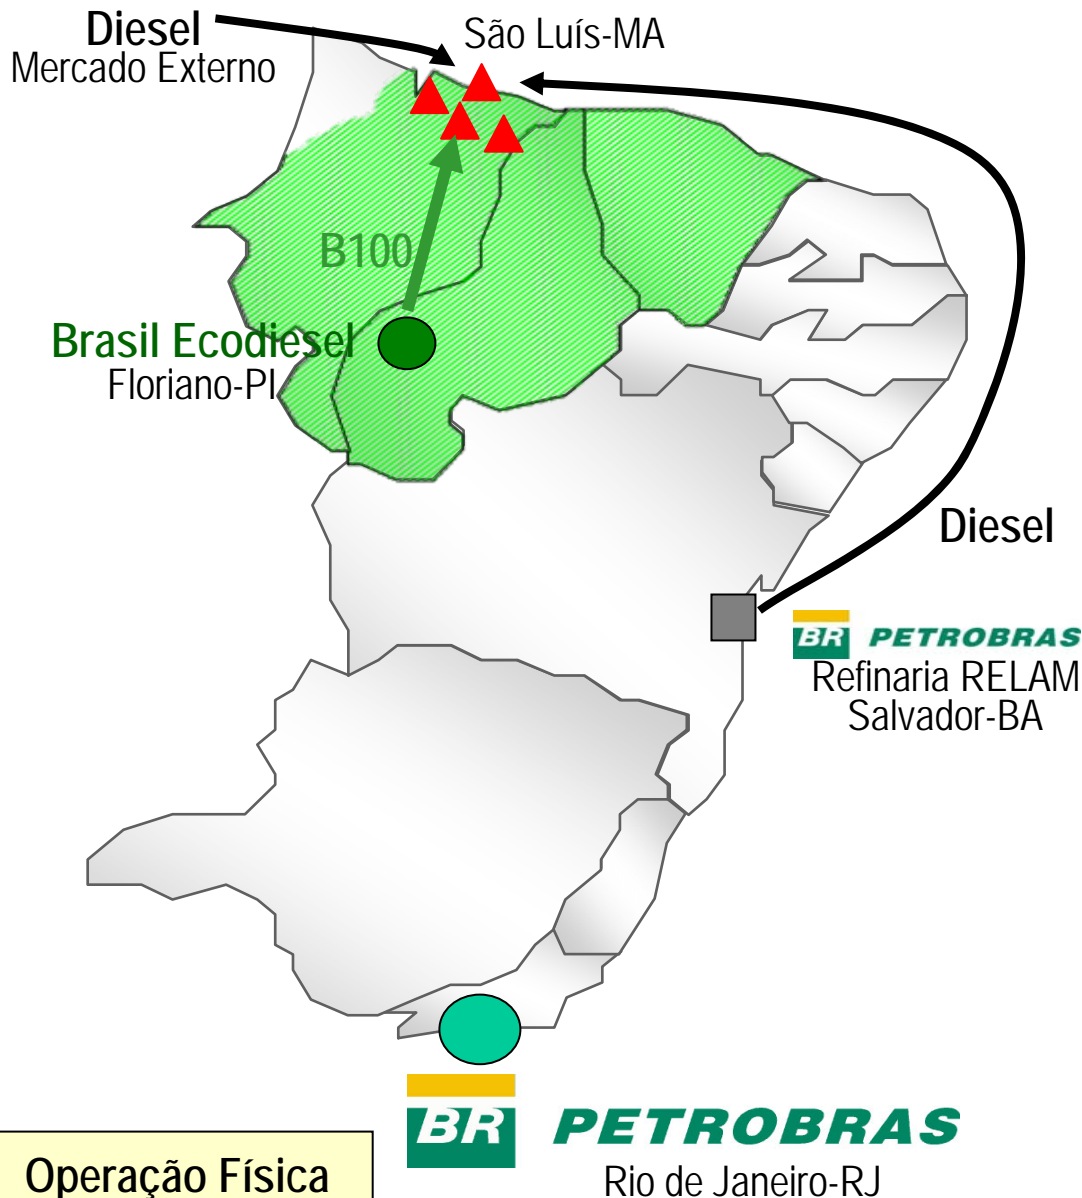 Diesel
Mercado Externo
São Luís-MA
B100
Brasil Ecodiesel
Floriano-PI
Diesel
BR PETROBRAS
Refinaria RELAM
Salvador-BA
BR PETROBRAS
Rio de Janeiro-RJ
Operação Física